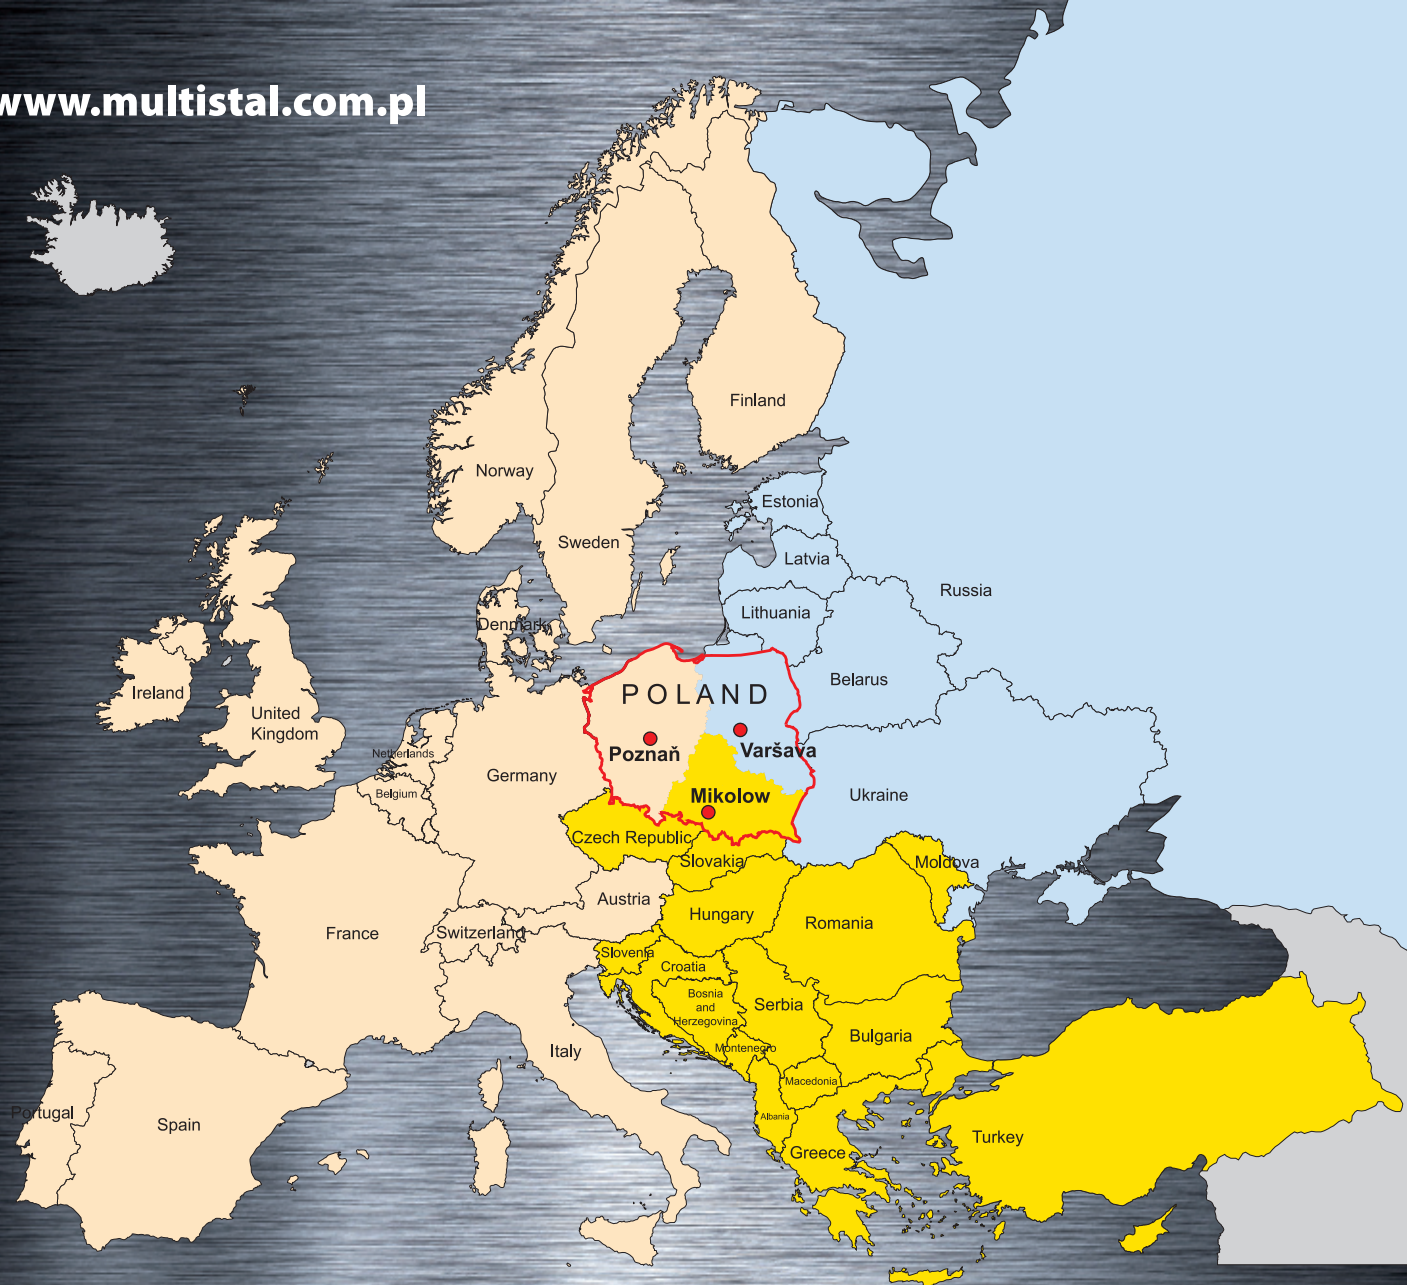 www.multistal.com.pl
Finland
Norway
Estonia
Sweden
Latvia
Russia
Lithuania
Denmark
Belarus
Ireland
POLAND
United
Kingdom
Poznaň
Varšava
Netherlands
Germany
Belgium
Mikolow
Ukraine
Czech Republic
Slovakia
Moldova
Austria
Hungary
Romania
France
Switzerland
Slovenia
Croatia
Bosnia
and
Herzegovina
Serbia
Bulgaria
Italy
Montenegro
Macedonia
Portugal
Albania
Spain
Turkey
Greece